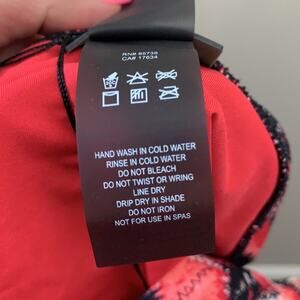 RN# 65738
CA# 17634
HAND WASH IN COLD WATER
RINSE IN COLD WATER
DO NOT BLEACH
DO NOT TWIST OR WRING
LINE DRY
DRIP DRY IN SHADE
DO NOT IRON
NOT FOR USE IN SPAS